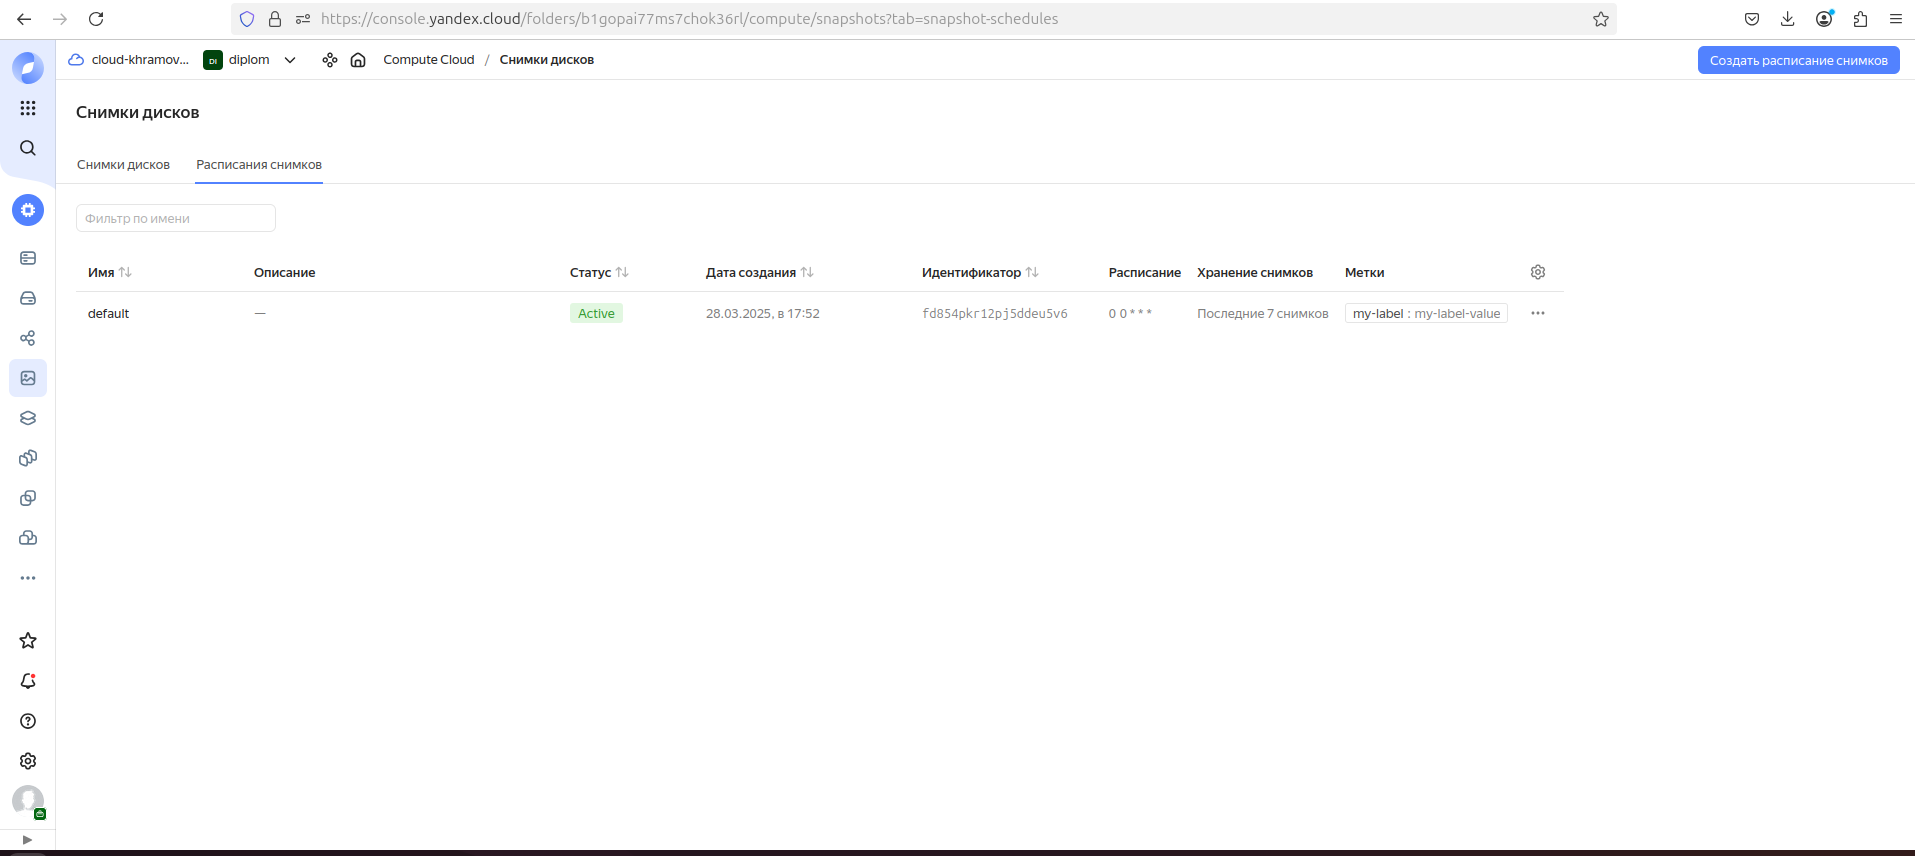 https://console.yandex.cloud/folders/b1gopai77ms7chok36rl/compute/snapshots?tab=snapshot-schedules
cloud-khramov... DI diplom Compute Cloud / Снимки дисков Создать расписание снимков
Снимки дисков
Снимки дисков Расписания снимков
Фильтр по имени
Имя Описание Статус Дата создания Идентификатор Расписание Хранение снимков Метки
default — Active 28.03.2025, в 17:52 fd854pkr12pj5ddeu5v6 0 0 * * * Последние 7 снимков my-label : my-label-value